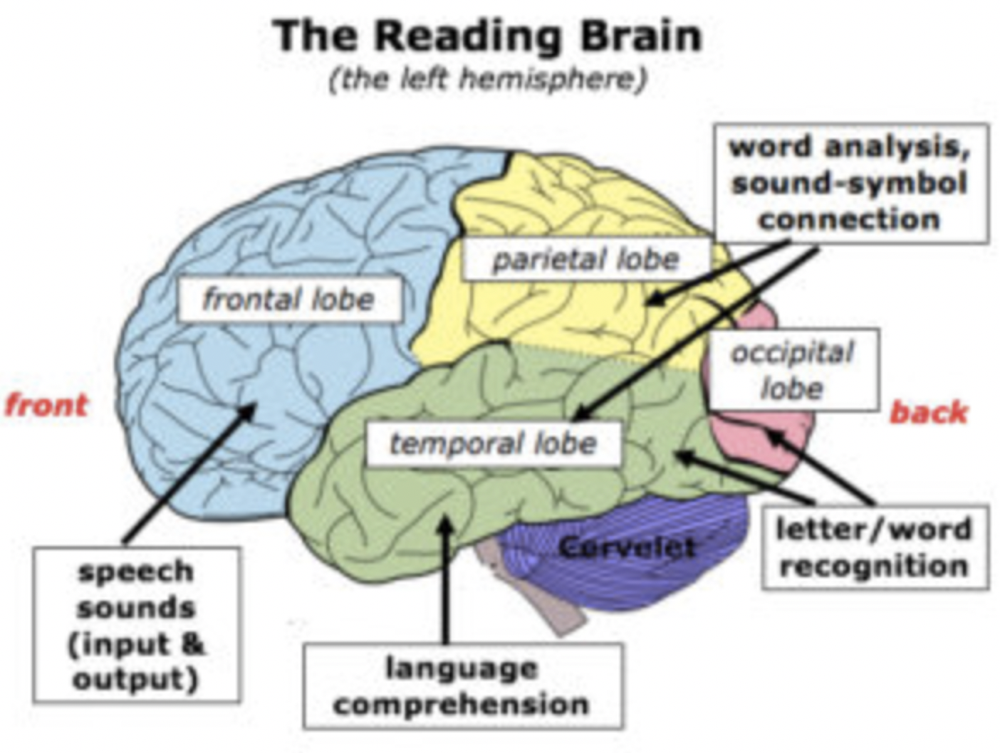 The Reading Brain
(the left hemisphere)
word analysis,
sound-symbol
connection
parietal lobe
frontal lobe
occipital
lobe
front
back
temporal lobe
letter/word
recognition
Cervelet
speech
sounds
(input &
output)
language
comprehension